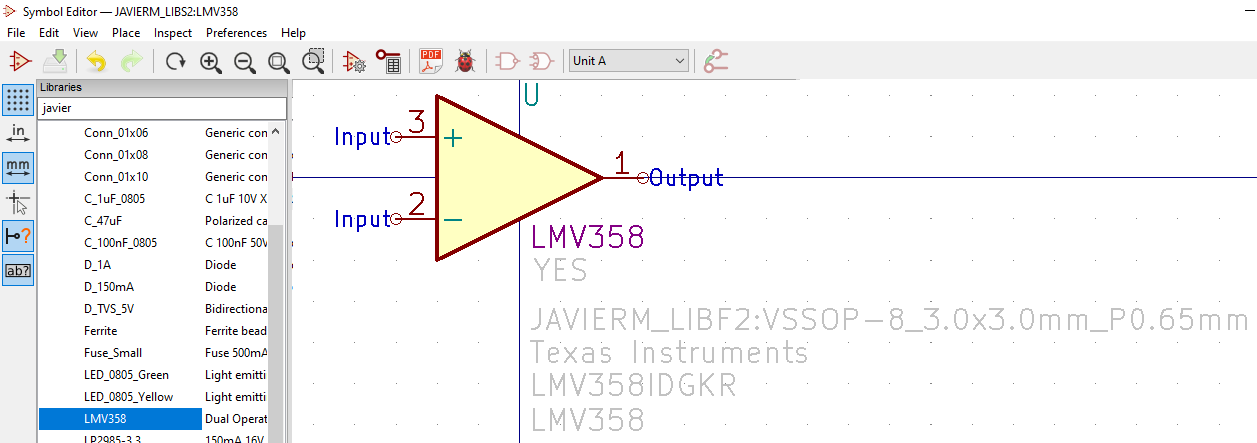 Symbol Editor — JAVIERM_LIBS2:LMV358
File Edit View Place Inspect Preferences Help
PDF
Unit A
Libraries
javier
in
mm
ab?
Conn_01x06 Generic con
Conn_01x08 Generic con
Conn_01x10 Generic con
C_1uF_0805 C 1uF 10V X
C_47uF Polarized ca
C_100nF_0805 C 100nF 50V
D_1A Diode
D_150mA Diode
D_TVS_5V Bidirectiona
Ferrite Ferrite bead
Fuse_Small Fuse 500mA
LED_0805_Green Light emitti
LED_0805_Yellow Light emitti
LMV358 Dual Operat
LP2985-3.3 150mA 16V
U
Input 3 +
1 Output
Input 2 −
LMV358
YES
JAVIERM_LIBF2:VSSOP-8_3.0x3.0mm_P0.65mm
Texas Instruments
LMV358IDGKR
LMV358